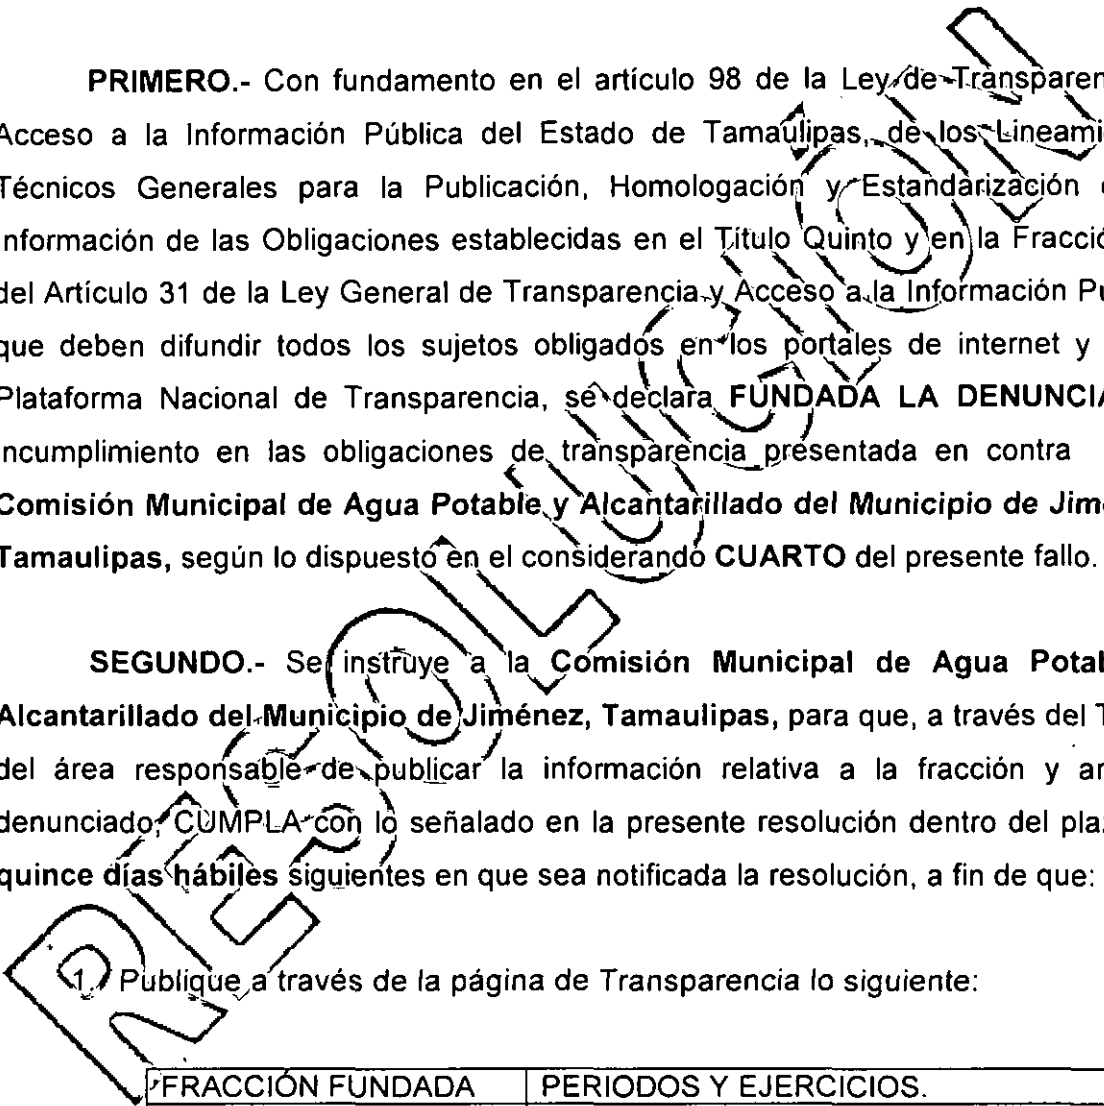 PRIMERO.- Con fundamento en el artículo 98 de la Ley de Transparen
Acceso a la Información Pública del Estado de Tamaulipas, de los Lineami
Técnicos Generales para la Publicación, Homologación y Estandarización
Información de las Obligaciones establecidas en el Título Quinto y en la Fracció
del Artículo 31 de la Ley General de Transparencia y Acceso a la Información Pú
que deben difundir todos los sujetos obligados en los portales de internet y
Plataforma Nacional de Transparencia, se declara FUNDADA LA DENUNCIA
incumplimiento en las obligaciones de transparencia presentada en contra
Comisión Municipal de Agua Potable y Alcantarillado del Municipio de Jimé
Tamaulipas, según lo dispuesto en el considerando CUARTO del presente fallo.
SEGUNDO.- Se instruye a la Comisión Municipal de Agua Potab
Alcantarillado del Municipio de Jiménez, Tamaulipas, para que, a través del T
del área responsable de publicar la información relativa a la fracción y ar
denunciado, CUMPLA con lo señalado en la presente resolución dentro del plaz
quince días hábiles siguientes en que sea notificada la resolución, a fin de que:
1. Publique a través de la página de Transparencia lo siguiente:
FRACCIÓN FUNDADA PERIODOS Y EJERCICIOS.
RESOLUCIÓN